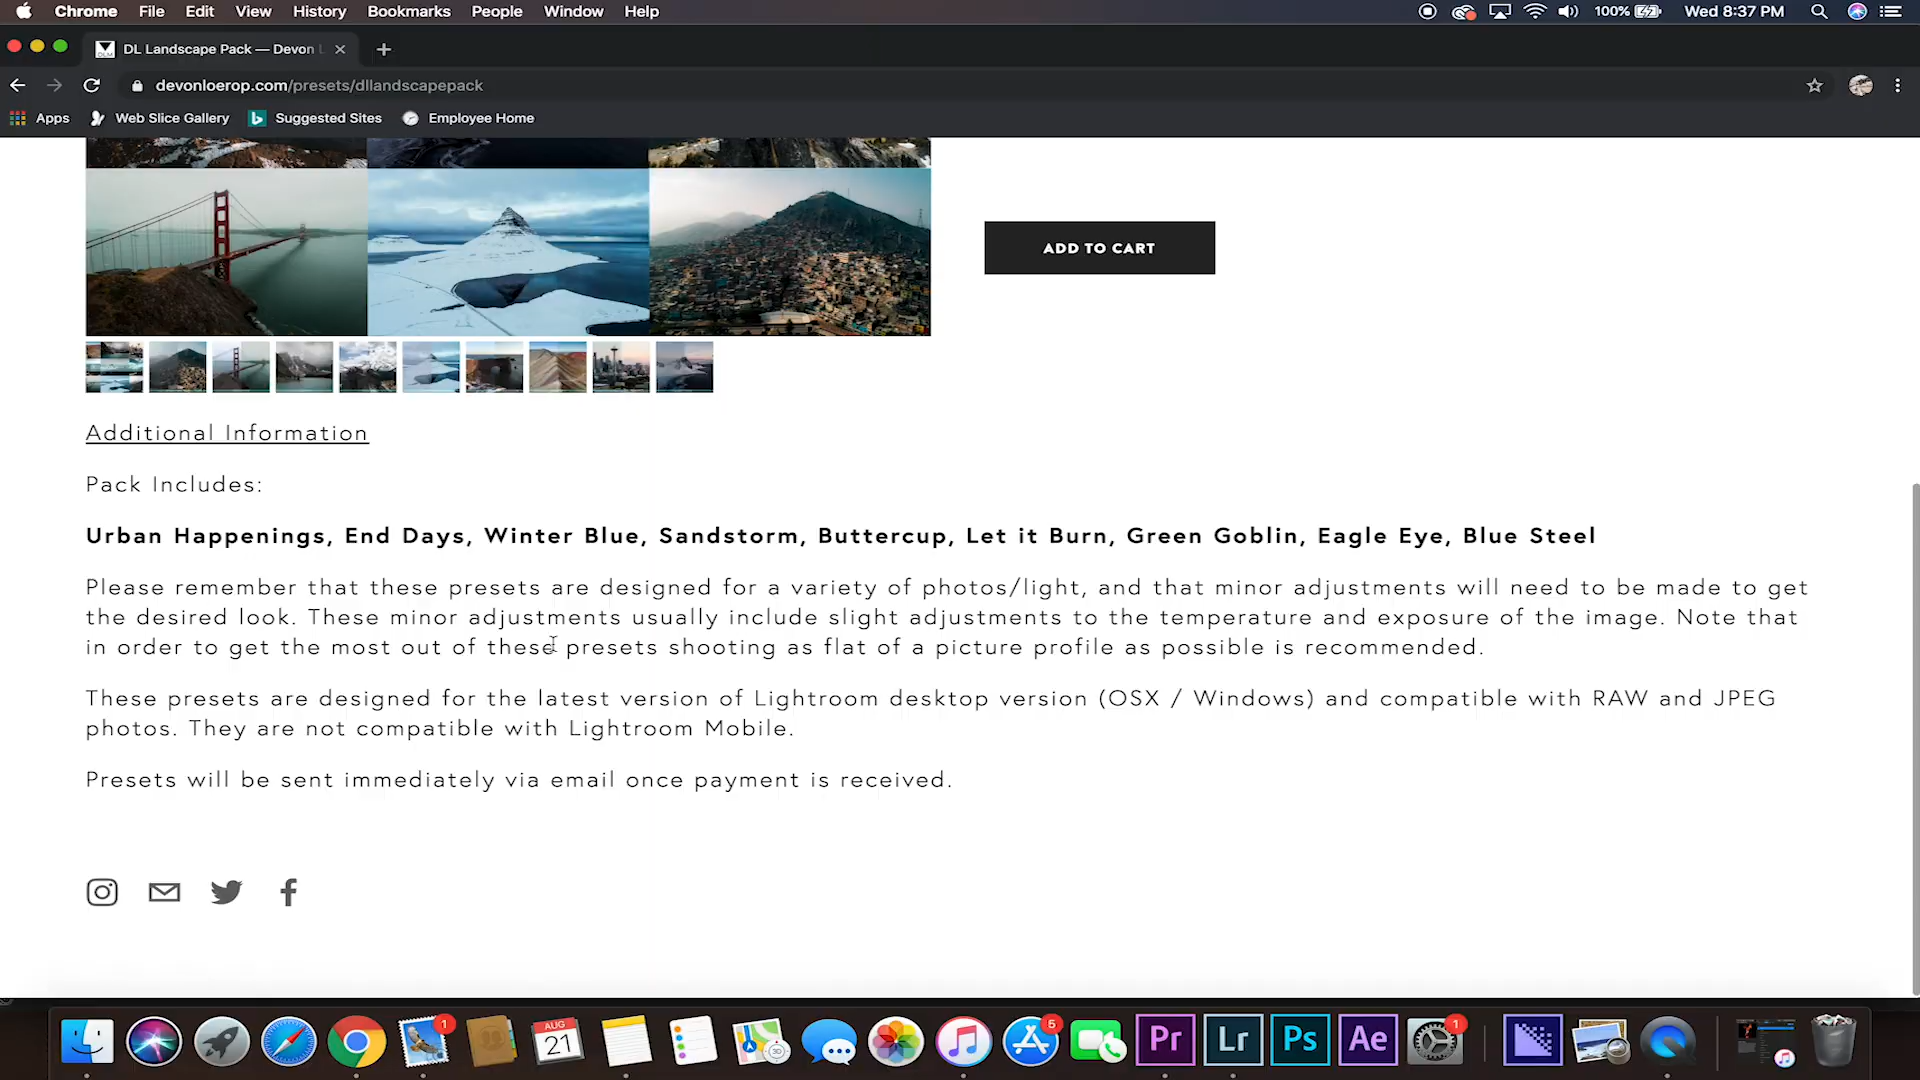 Chrome File Edit View History Bookmarks People Window Help 100% Wed 8:37 PM
DL Landscape Pack — Devon L
devonloerop.com/presets/dllandscapepack
Apps Web Slice Gallery Suggested Sites Employee Home
ADD TO CART
Additional Information
Pack Includes:
Urban Happenings, End Days, Winter Blue, Sandstorm, Buttercup, Let it Burn, Green Goblin, Eagle Eye, Blue Steel
Please remember that these presets are designed for a variety of photos/light, and that minor adjustments will need to be made to get
the desired look. These minor adjustments usually include slight adjustments to the temperature and exposure of the image. Note that
in order to get the most out of these presets shooting as flat of a picture profile as possible is recommended.
These presets are designed for the latest version of Lightroom desktop version (OSX / Windows) and compatible with RAW and JPEG
photos. They are not compatible with Lightroom Mobile.
Presets will be sent immediately via email once payment is received.
1 AUG 21 3D 5 Pr Lr Ps Ae 1